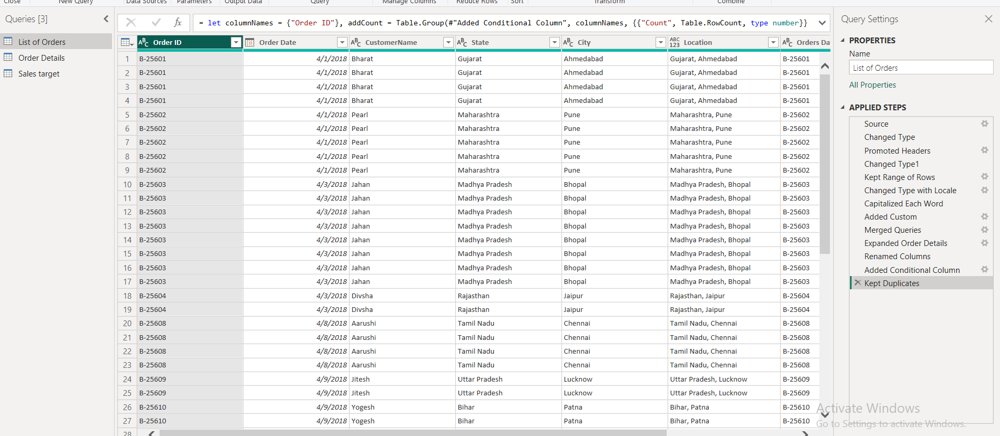 Close New Query Data Sources Parameters Output Data Query Manage Columns Reduce Rows Sort Transform Combine
Queries [3]
List of Orders
Order Details
Sales target
fx = let columnNames = {"Order ID"}, addCount = Table.Group(#"Added Conditional Column", columnNames, {{"Count", Table.RowCount, type number}}
ABC Order ID Order Date ABC CustomerName ABC State ABC City ABC 123 Location ABC Orders Da
1 B-25601 4/1/2018 Bharat Gujarat Ahmedabad Gujarat, Ahmedabad B-25601
2 B-25601 4/1/2018 Bharat Gujarat Ahmedabad Gujarat, Ahmedabad B-25601
3 B-25601 4/1/2018 Bharat Gujarat Ahmedabad Gujarat, Ahmedabad B-25601
4 B-25601 4/1/2018 Bharat Gujarat Ahmedabad Gujarat, Ahmedabad B-25601
5 B-25602 4/1/2018 Pearl Maharashtra Pune Maharashtra, Pune B-25602
6 B-25602 4/1/2018 Pearl Maharashtra Pune Maharashtra, Pune B-25602
7 B-25602 4/1/2018 Pearl Maharashtra Pune Maharashtra, Pune B-25602
8 B-25602 4/1/2018 Pearl Maharashtra Pune Maharashtra, Pune B-25602
9 B-25602 4/1/2018 Pearl Maharashtra Pune Maharashtra, Pune B-25602
10 B-25603 4/3/2018 Jahan Madhya Pradesh Bhopal Madhya Pradesh, Bhopal B-25603
11 B-25603 4/3/2018 Jahan Madhya Pradesh Bhopal Madhya Pradesh, Bhopal B-25603
12 B-25603 4/3/2018 Jahan Madhya Pradesh Bhopal Madhya Pradesh, Bhopal B-25603
13 B-25603 4/3/2018 Jahan Madhya Pradesh Bhopal Madhya Pradesh, Bhopal B-25603
14 B-25603 4/3/2018 Jahan Madhya Pradesh Bhopal Madhya Pradesh, Bhopal B-25603
15 B-25603 4/3/2018 Jahan Madhya Pradesh Bhopal Madhya Pradesh, Bhopal B-25603
16 B-25603 4/3/2018 Jahan Madhya Pradesh Bhopal Madhya Pradesh, Bhopal B-25603
17 B-25603 4/3/2018 Jahan Madhya Pradesh Bhopal Madhya Pradesh, Bhopal B-25603
18 B-25604 4/3/2018 Divsha Rajasthan Jaipur Rajasthan, Jaipur B-25604
19 B-25604 4/3/2018 Divsha Rajasthan Jaipur Rajasthan, Jaipur B-25604
20 B-25608 4/8/2018 Aarushi Tamil Nadu Chennai Tamil Nadu, Chennai B-25608
21 B-25608 4/8/2018 Aarushi Tamil Nadu Chennai Tamil Nadu, Chennai B-25608
22 B-25608 4/8/2018 Aarushi Tamil Nadu Chennai Tamil Nadu, Chennai B-25608
23 B-25608 4/8/2018 Aarushi Tamil Nadu Chennai Tamil Nadu, Chennai B-25608
24 B-25609 4/9/2018 Jitesh Uttar Pradesh Lucknow Uttar Pradesh, Lucknow B-25609
25 B-25609 4/9/2018 Jitesh Uttar Pradesh Lucknow Uttar Pradesh, Lucknow B-25609
26 B-25610 4/9/2018 Yogesh Bihar Patna Bihar, Patna B-25610
27 B-25610 4/9/2018 Yogesh Bihar Patna Bihar, Patna B-25610
28
Query Settings
PROPERTIES
Name
List of Orders
All Properties
APPLIED STEPS
Source
Changed Type
Promoted Headers
Changed Type1
Kept Range of Rows
Changed Type with Locale
Capitalized Each Word
Added Custom
Merged Queries
Expanded Order Details
Renamed Columns
Added Conditional Column
Kept Duplicates
Activate Windows
Go to Settings to activate Windows.